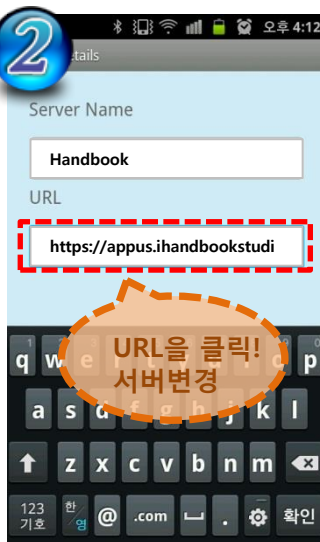 2
오후 4:12
tails
Server Name
Handbook
URL
https://appus.ihandbookstudi
URL을 클릭!
서버변경
q w e p
a s d f g h j k l
z x c v b n m
123
기호
한
영
@ .com . 확인